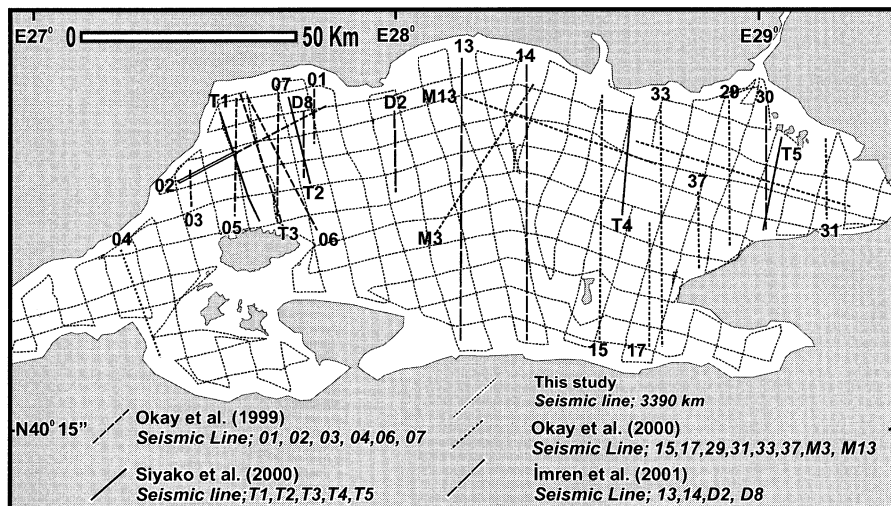 E27⁰ 0 50 Km E28⁰ E29⁰
13
14
07 01
T1 D8 D2 M13 33 29 30
T5
02 T2 37
03 05 T3 06 M3 T4 31
04
15 17
This study
Seismic line; 3390 km
N40⁰ 15”
Okay et al. (1999)
Seismic Line; 01, 02, 03, 04,06, 07
Okay et al. (2000)
Seismic Line; 15,17,29,31,33,37,M3, M13
Siyako et al. (2000)
Seismic line;T1,T2,T3,T4,T5
İmren et al. (2001)
Seismic Line; 13,14,D2, D8